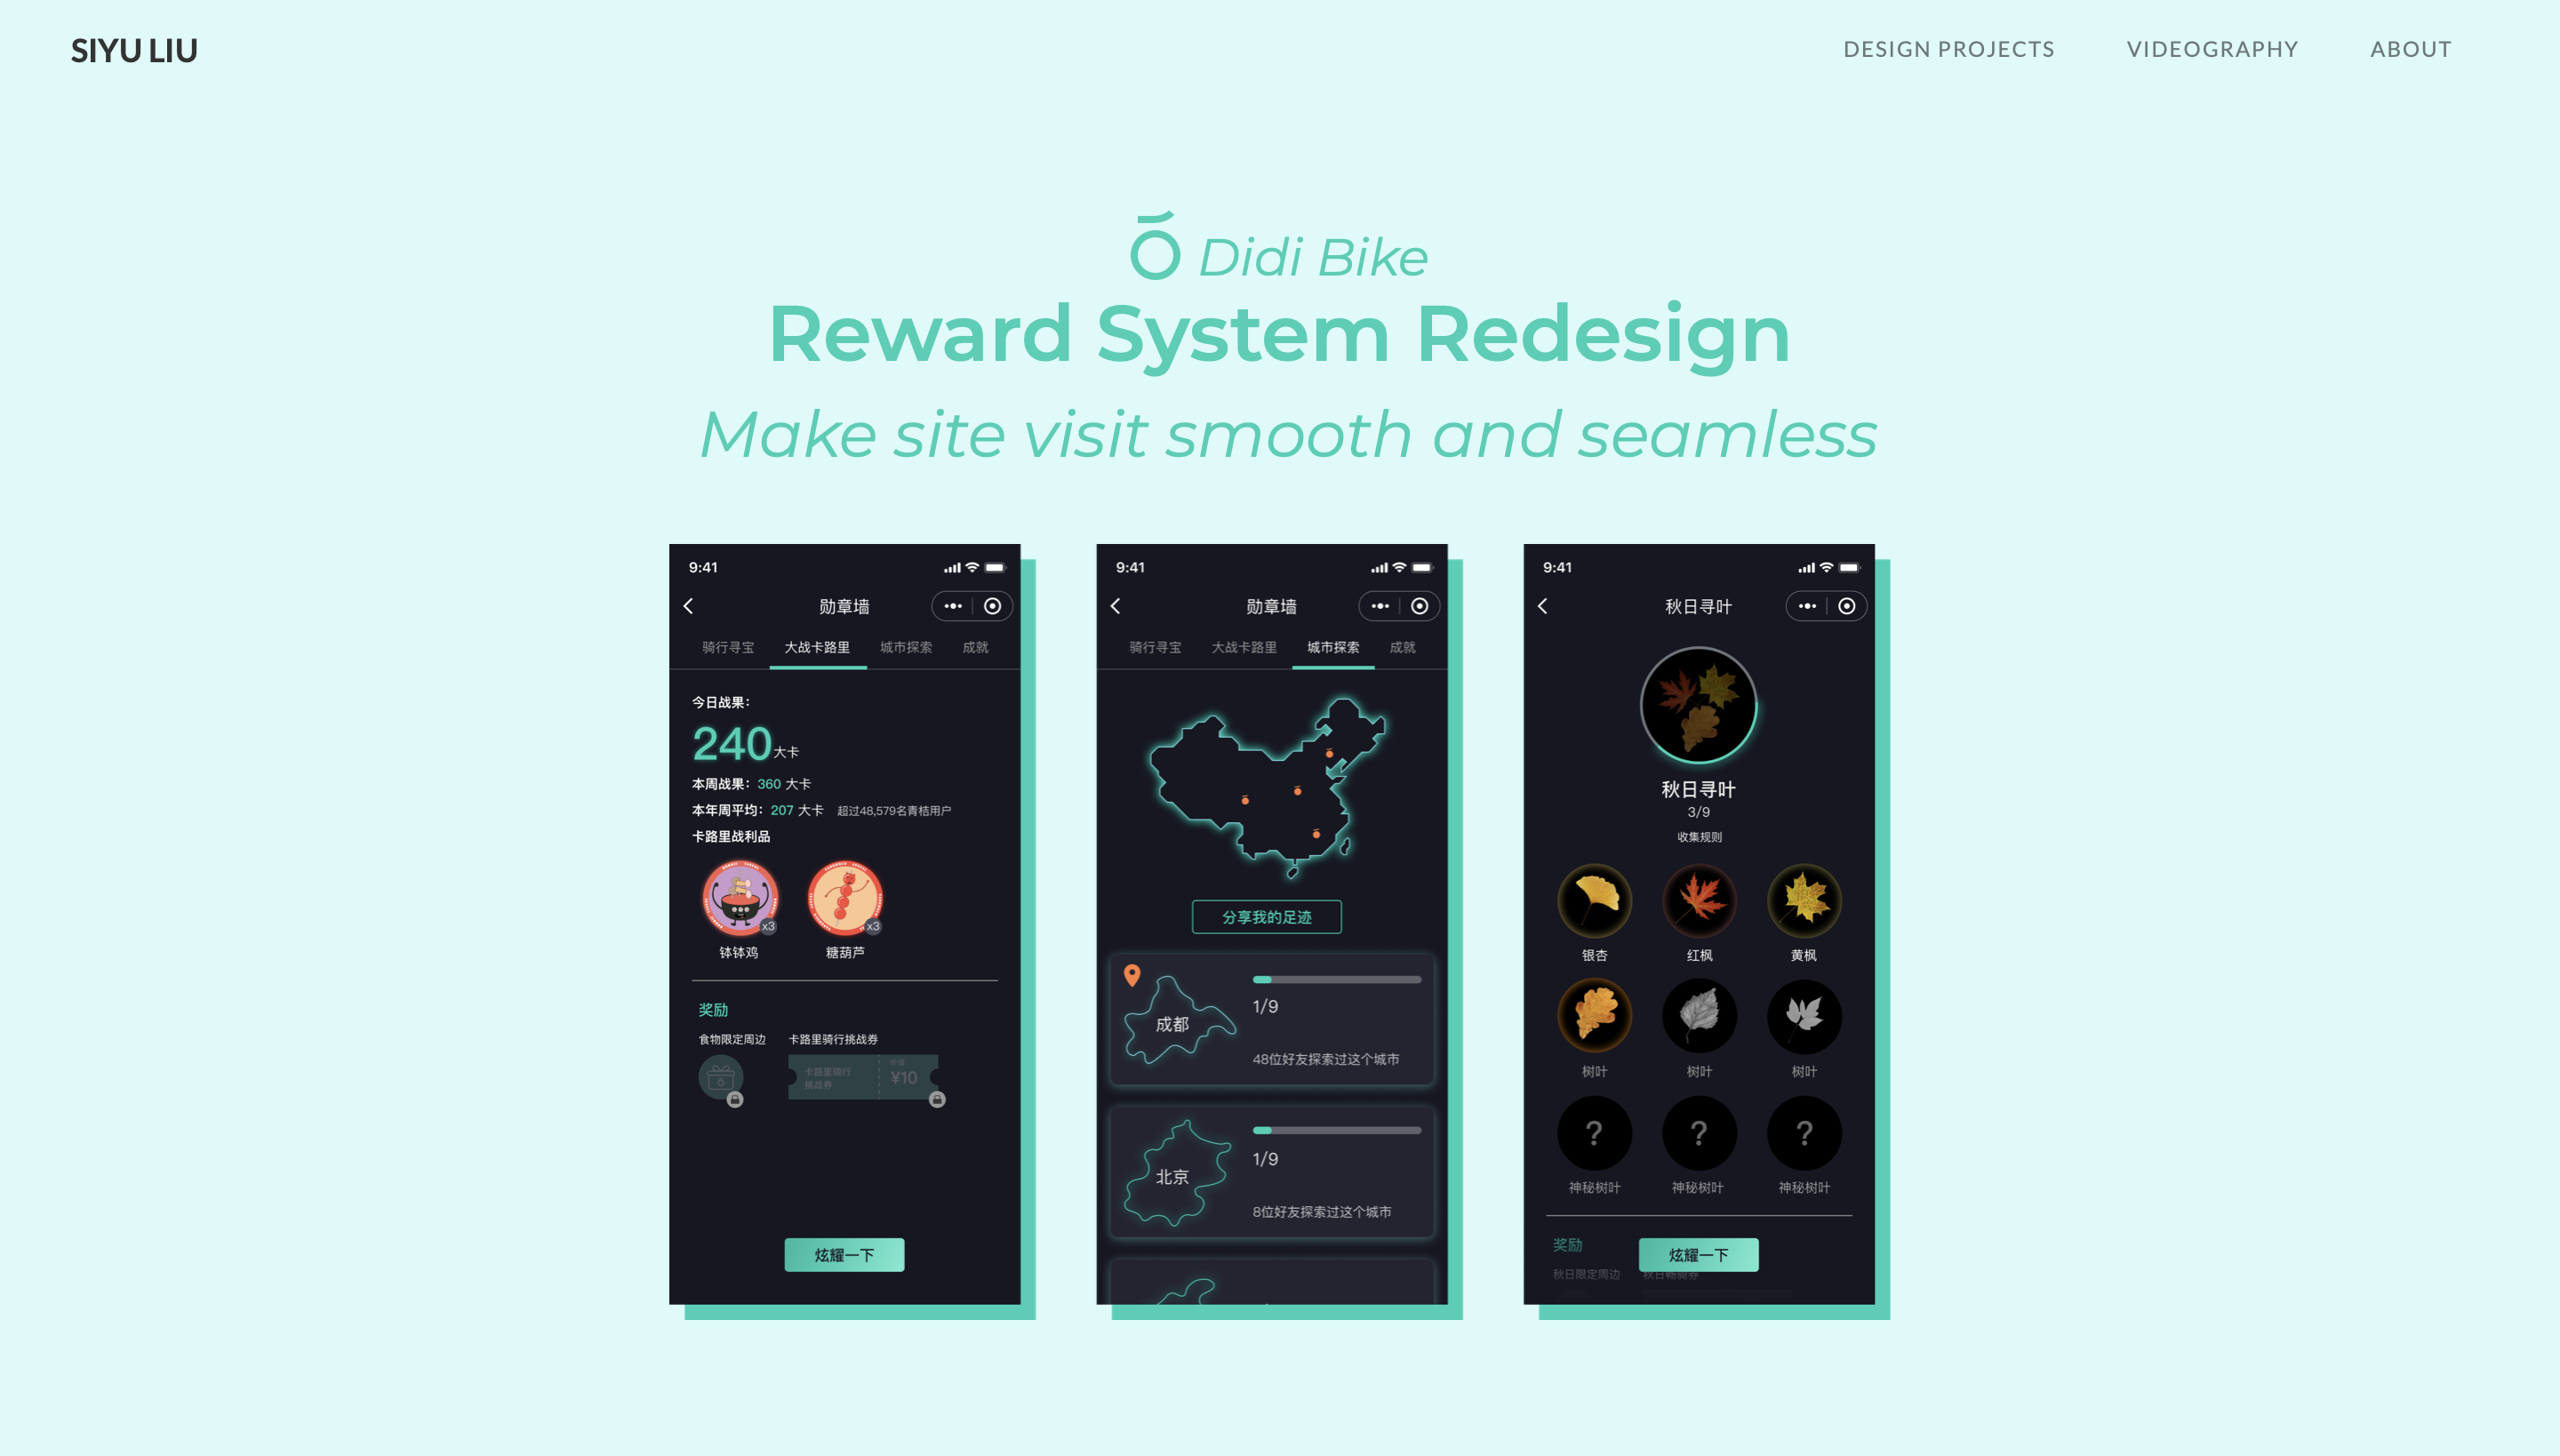 SIYU LIU
DESIGN PROJECTS
VIDEOGRAPHY
ABOUT
Didi Bike
Reward System Redesign
Make site visit smooth and seamless
9:41
勋章墙
骑行寻宝 大战卡路里 城市探索 成就
今日战果：
240大卡
本周战果：360 大卡
本年周平均：207 大卡 超过48,579名青桔用户
卡路里战利品
x3 x3
钵钵鸡 糖葫芦
奖励
食物限定周边 卡路里骑行挑战券
卡路里骑行
挑战券
¥10
炫耀一下
9:41
勋章墙
骑行寻宝 大战卡路里 城市探索 成就
分享我的足迹
成都
1/9
48位好友探索过这个城市
北京
1/9
8位好友探索过这个城市
9:41
秋日寻叶
秋日寻叶
3/9
收集规则
银杏 红枫 黄枫
树叶 树叶 树叶
? ? ?
神秘树叶 神秘树叶 神秘树叶
奖励
炫耀一下
秋日限定周边 秋日畅骑券